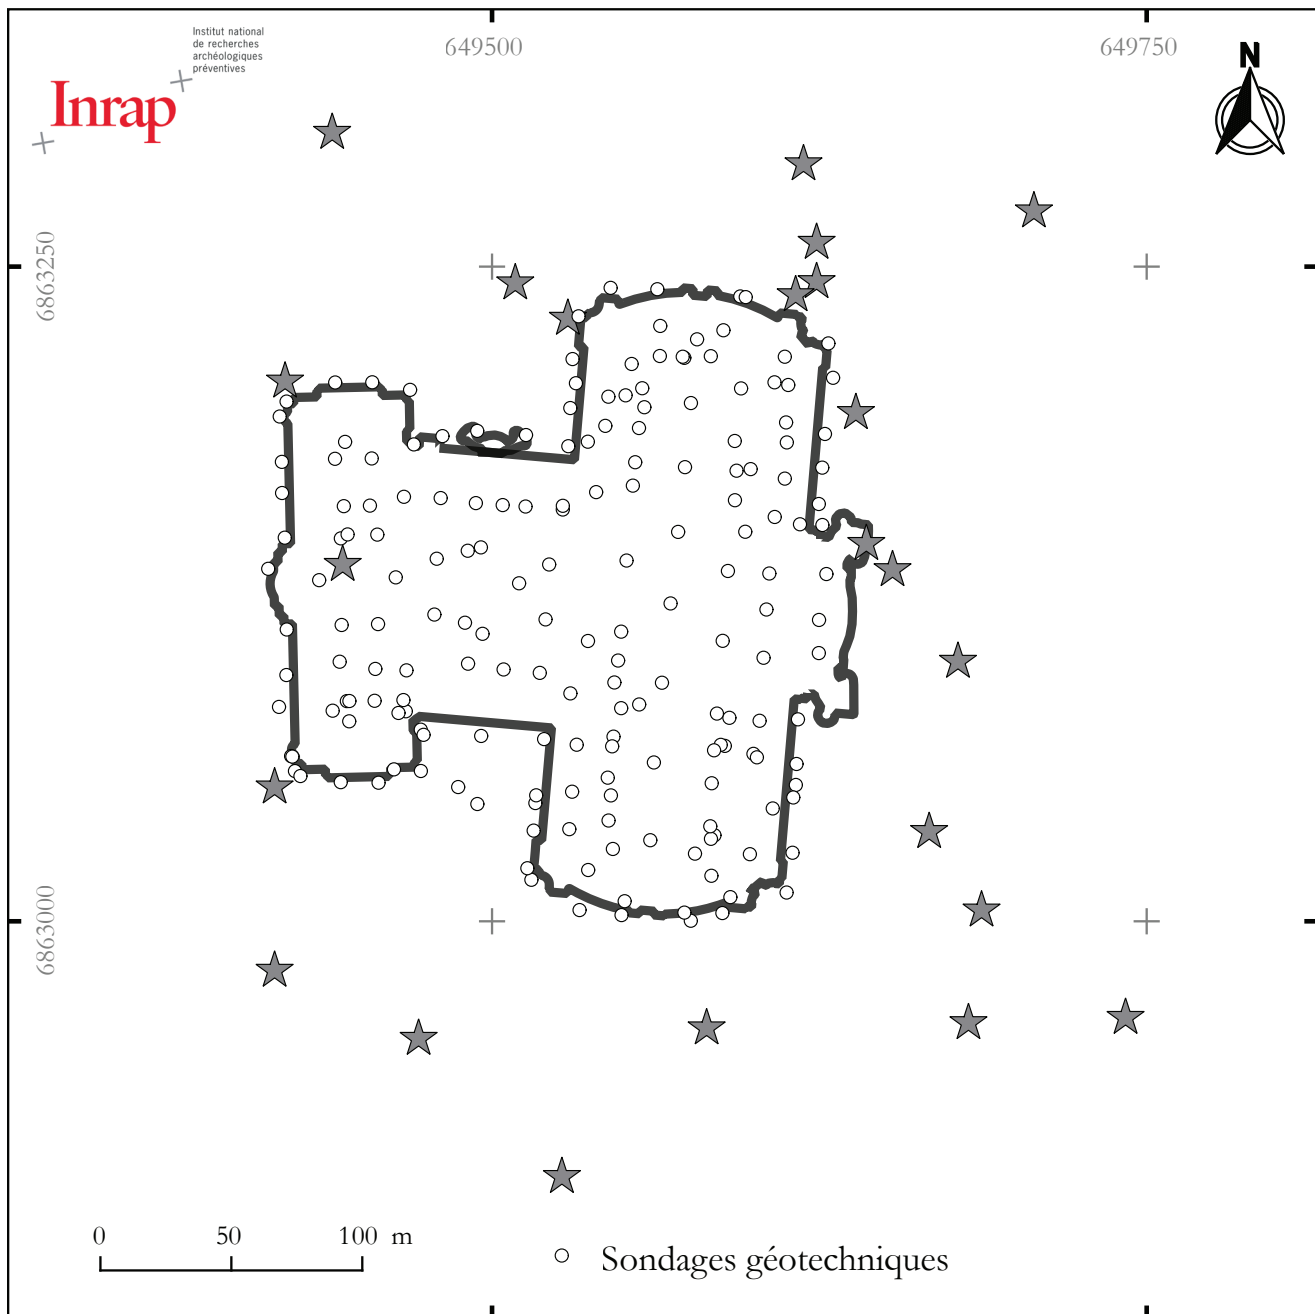 Institut national
de recherches
archéologiques
préventives
Inrap
649500
649750
N
6863250
6863000
0 50 100 m
Sondages géotechniques